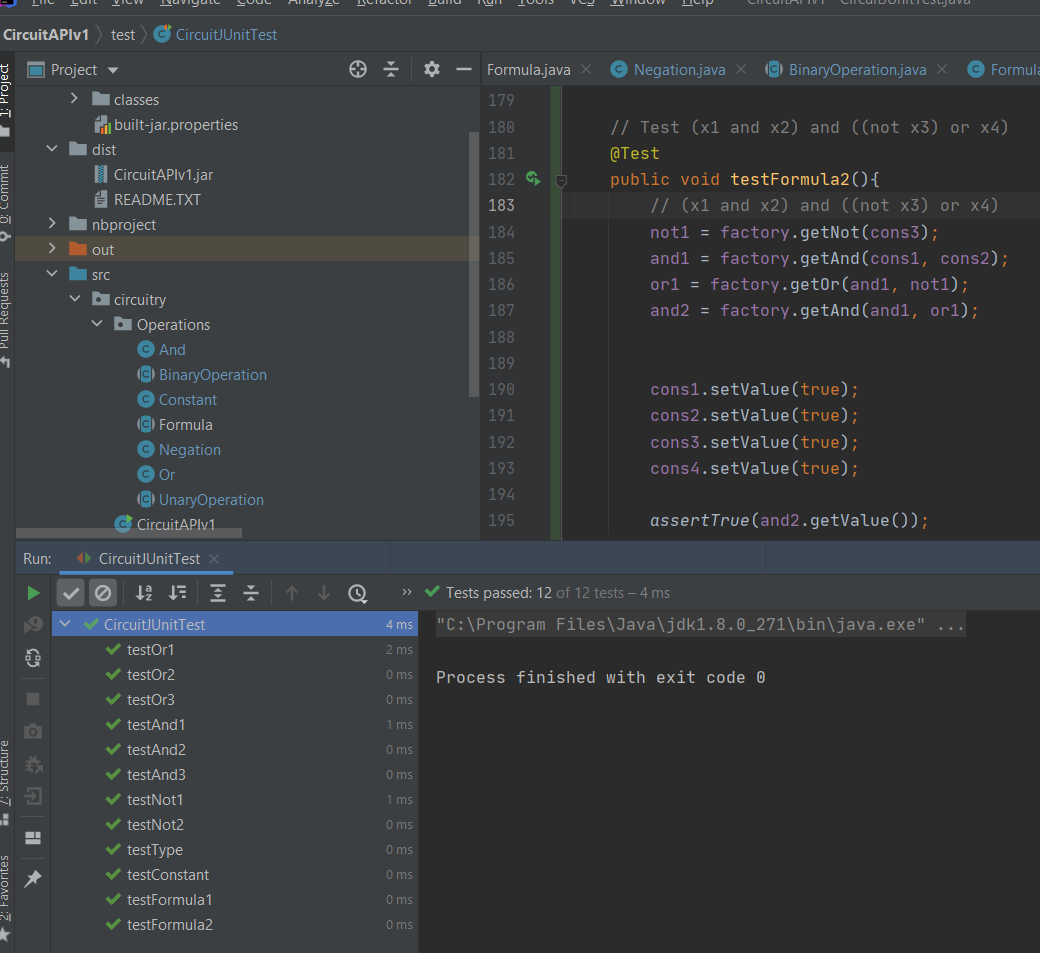 File Edit View Navigate Code Analyze Refactor Build Run Tools VCS Window Help CircuitAPIv1 CircuitJUnitTest.java
CircuitAPIv1 test CircuitJUnitTest
Project
Formula.java Negation.java BinaryOperation.java Formula
1: Project
0: Commit
Pull Requests
7: Structure
2: Favorites
classes
built-jar.properties
dist
CircuitAPIv1.jar
README.TXT
nbproject
out
src
circuitry
Operations
And
BinaryOperation
Constant
Formula
Negation
Or
UnaryOperation
CircuitAPIv1
179
180 // Test (x1 and x2) and ((not x3) or x4)
181 @Test
182 public void testFormula2(){
183 // (x1 and x2) and ((not x3) or x4)
184 not1 = factory.getNot(cons3);
185 and1 = factory.getAnd(cons1, cons2);
186 or1 = factory.getOr(and1, not1);
187 and2 = factory.getAnd(and1, or1);
188
189
190 cons1.setValue(true);
191 cons2.setValue(true);
192 cons3.setValue(true);
193 cons4.setValue(true);
194
195 assertTrue(and2.getValue());
Run: CircuitJUnitTest
Tests passed: 12 of 12 tests – 4 ms
CircuitJUnitTest 4 ms
testOr1 2 ms
testOr2 0 ms
testOr3 0 ms
testAnd1 1 ms
testAnd2 0 ms
testAnd3 0 ms
testNot1 1 ms
testNot2 0 ms
testType 0 ms
testConstant 0 ms
testFormula1 0 ms
testFormula2 0 ms
"C:\Program Files\Java\jdk1.8.0_271\bin\java.exe" ...
Process finished with exit code 0